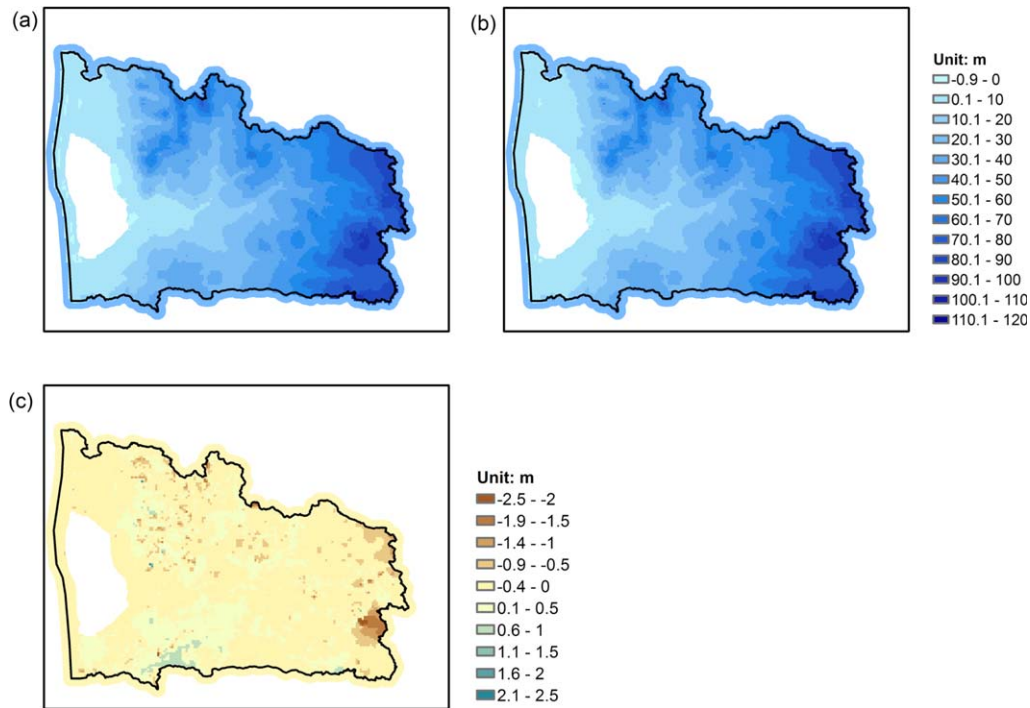 (a)
(b)
Unit: m
-0.9 - 0
0.1 - 10
10.1 - 20
20.1 - 30
30.1 - 40
40.1 - 50
50.1 - 60
60.1 - 70
70.1 - 80
80.1 - 90
90.1 - 100
100.1 - 110
110.1 - 120
(c)
Unit: m
-2.5 - -2
-1.9 - -1.5
-1.4 - -1
-0.9 - -0.5
-0.4 - 0
0.1 - 0.5
0.6 - 1
1.1 - 1.5
1.6 - 2
2.1 - 2.5